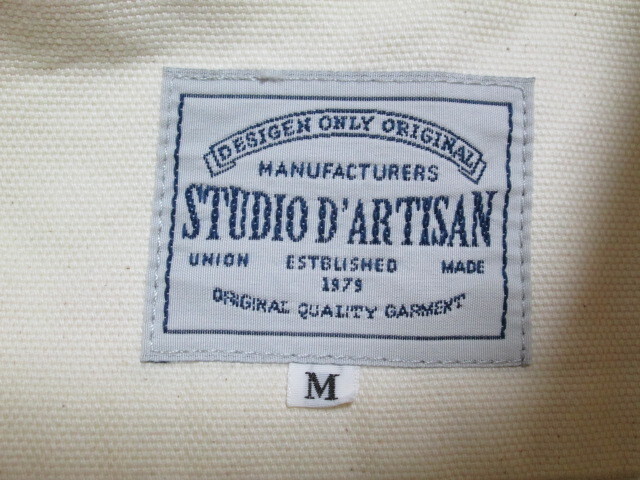 DESIGEN ONLY ORIGINAL
MANUFACTURERS
STUDIO D'ARTISAN
UNION ESTBLISHED MADE
1979
ORIGINAL QUALITY GARMENT
M